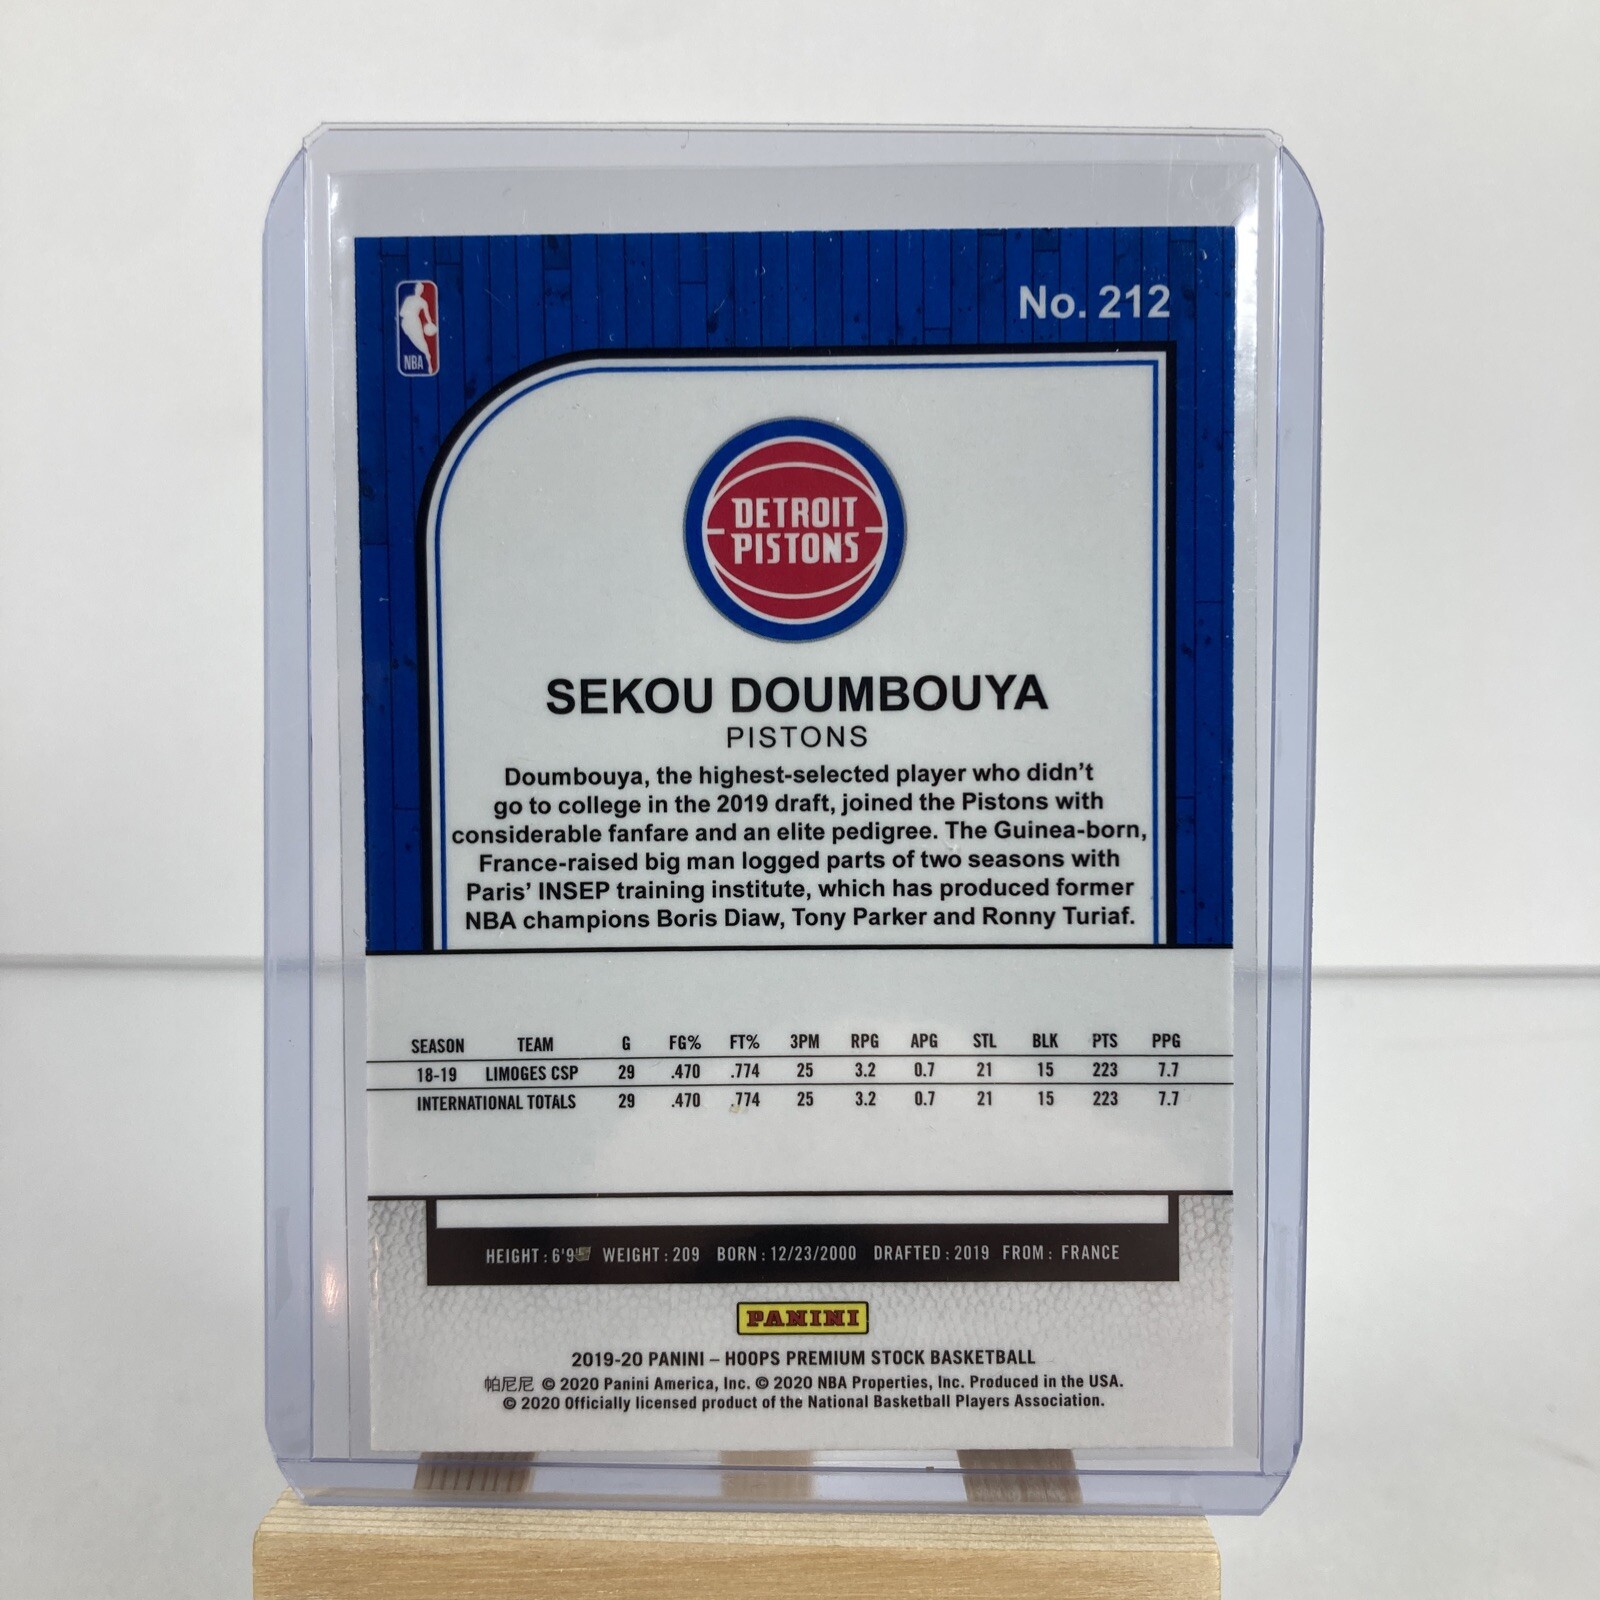 No. 212
NBA
DETROIT
PISTONS
SEKOU DOUMBOUYA
PISTONS
Doumbouya, the highest-selected player who didn't
go to college in the 2019 draft, joined the Pistons with
considerable fanfare and an elite pedigree. The Guinea-born,
France-raised big man logged parts of two seasons with
Paris' INSEP training institute, which has produced former
NBA champions Boris Diaw, Tony Parker and Ronny Turiaf.
SEASON TEAM G FG% FT% 3PM RPG APG STL BLK PTS PPG
18-19 LIMOGES CSP 29 .470 .774 25 3.2 0.7 21 15 223 7.7
INTERNATIONAL TOTALS 29 .470 .774 25 3.2 0.7 21 15 223 7.7
HEIGHT : 6'9" WEIGHT : 209 BORN : 12/23/2000 DRAFTED : 2019 FROM : FRANCE
PANINI
2019-20 PANINI – HOOPS PREMIUM STOCK BASKETBALL
帕尼尼 © 2020 Panini America, Inc. © 2020 NBA Properties, Inc. Produced in the USA.
© 2020 Officially licensed product of the National Basketball Players Association.